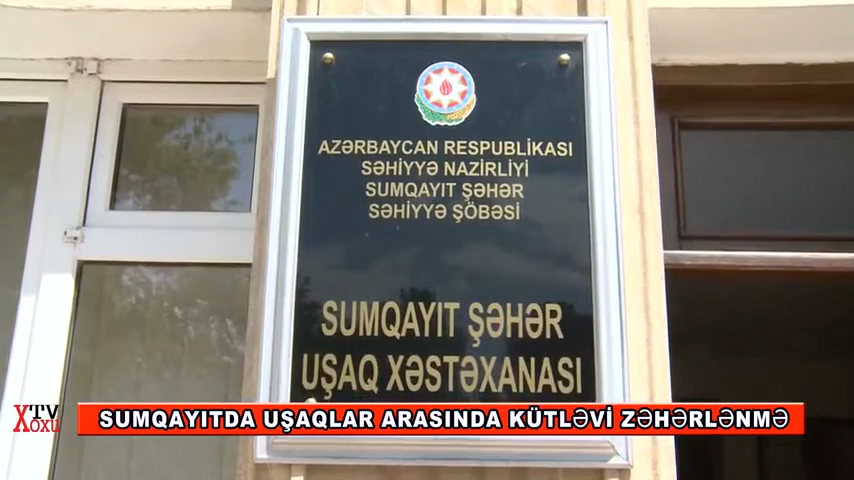 AZƏRBAYCAN RESPUBLİKASI
SƏHİYYƏ NAZİRLİYİ
SUMQAYIT ŞƏHƏR
SƏHİYYƏ ŞÖBƏSİ
SUMQAYIT ŞƏHƏR
UŞAQ XƏSTƏXANASI
XOXU TV
SUMQAYITDA UŞAQLAR ARASINDA KÜTLƏVİ ZƏHƏRLƏNMƏ